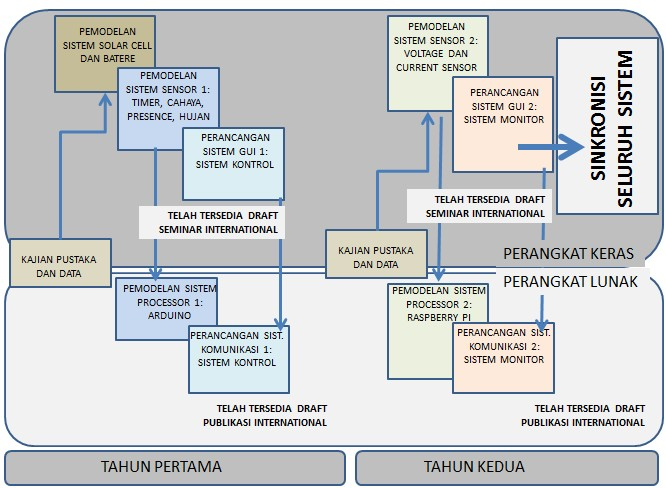 PEMODELAN
SISTEM SOLAR CELL
DAN BATERE
PEMODELAN
SISTEM SENSOR 1:
TIMER, CAHAYA,
PRESENCE, HUJAN
PERANCANGAN
SISTEM GUI 1:
SISTEM KONTROL
TELAH TERSEDIA DRAFT
SEMINAR INTERNATIONAL
KAJIAN PUSTAKA
DAN DATA
PEMODELAN SISTEM
PROCESSOR 1:
ARDUINO
PERANCANGAN SIST.
KOMUNIKASI 1:
SISTEM KONTROL
TELAH TERSEDIA DRAFT
PUBLIKASI INTERNATIONAL
PEMODELAN
SISTEM SENSOR 2:
VOLTAGE DAN
CURRENT SENSOR
PERANCANGAN
SISTEM GUI 2:
SISTEM MONITOR
SINKRONISI
SELURUH SISTEM
TELAH TERSEDIA DRAFT
SEMINAR INTERNATIONAL
KAJIAN PUSTAKA
DAN DATA
PERANGKAT KERAS
PERANGKAT LUNAK
PEMODELAN SISTEM
PROCESSOR 2:
RASPBERRY PI
PERANCANGAN SIST.
KOMUNIKASI 2:
SISTEM MONITOR
TELAH TERSEDIA DRAFT
PUBLIKASI INTERNATIONAL
TAHUN PERTAMA
TAHUN KEDUA